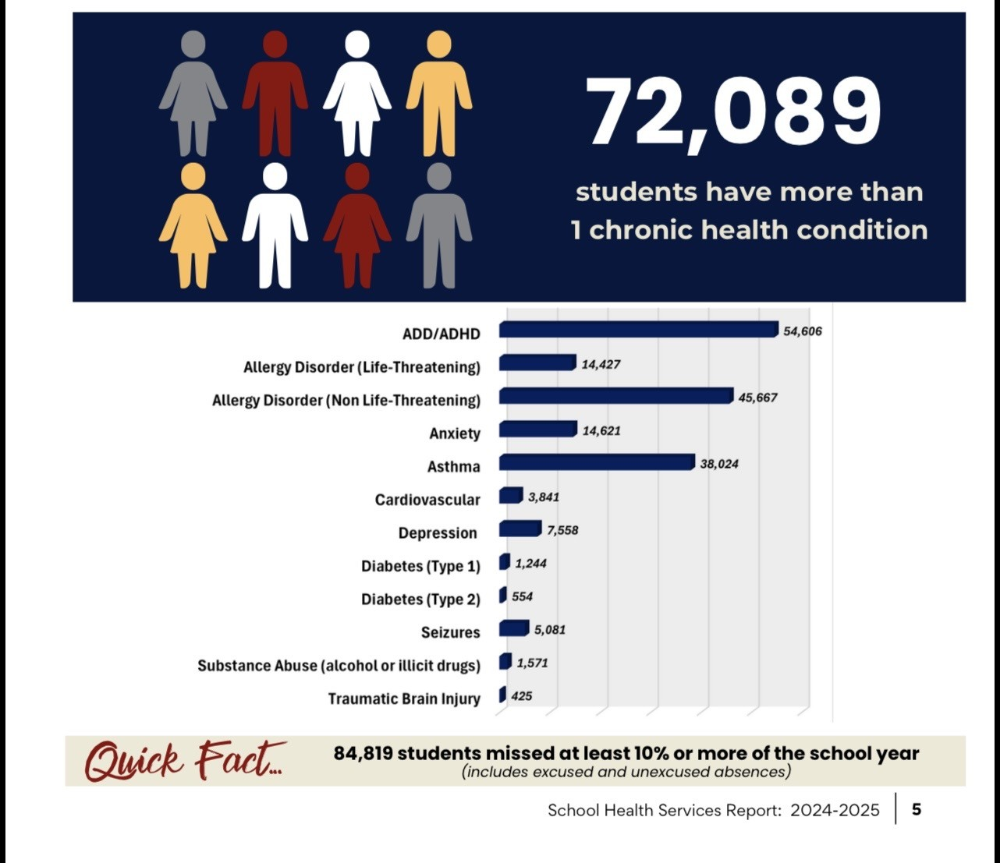 72,089
students have more than
1 chronic health condition
ADD/ADHD 54,606
Allergy Disorder (Life-Threatening) 14,427
Allergy Disorder (Non Life-Threatening) 45,667
Anxiety 14,621
Asthma 38,024
Cardiovascular 3,841
Depression 7,558
Diabetes (Type 1) 1,244
Diabetes (Type 2) 554
Seizures 5,081
Substance Abuse (alcohol or illicit drugs) 1,571
Traumatic Brain Injury 425
Quick Fact... 84,819 students missed at least 10% or more of the school year
(includes excused and unexcused absences)
School Health Services Report: 2024-2025 5